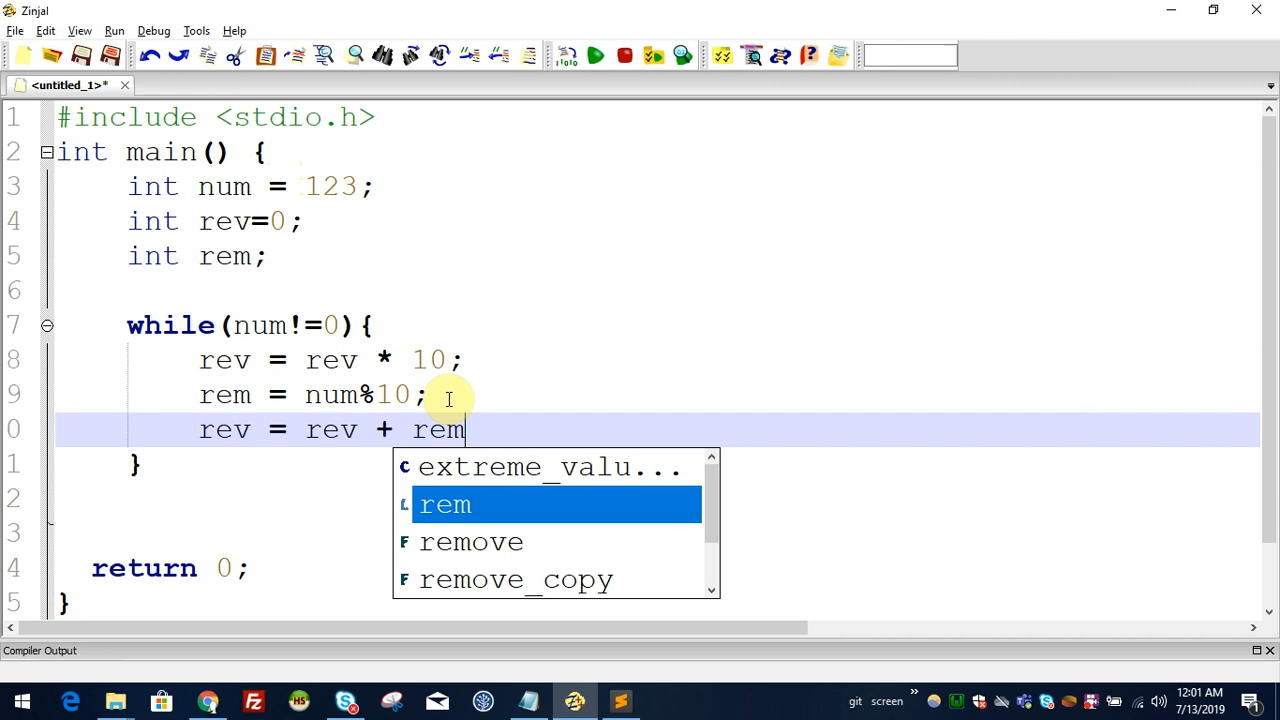 Zinjal
File Edit View Run Debug Tools Help
<untitled_1>*
1 #include <stdio.h>
2 int main() {
3 int num = 123;
4 int rev=0;
5 int rem;
6
7 while(num!=0){
8 rev = rev * 10;
9 rem = num%10;
0 rev = rev + rem
1 }
extreme_valu...
2 rem
3 remove
4 return 0;
remove_copy
5 }
Compiler Output
git screen »
12:01 AM
7/13/2019